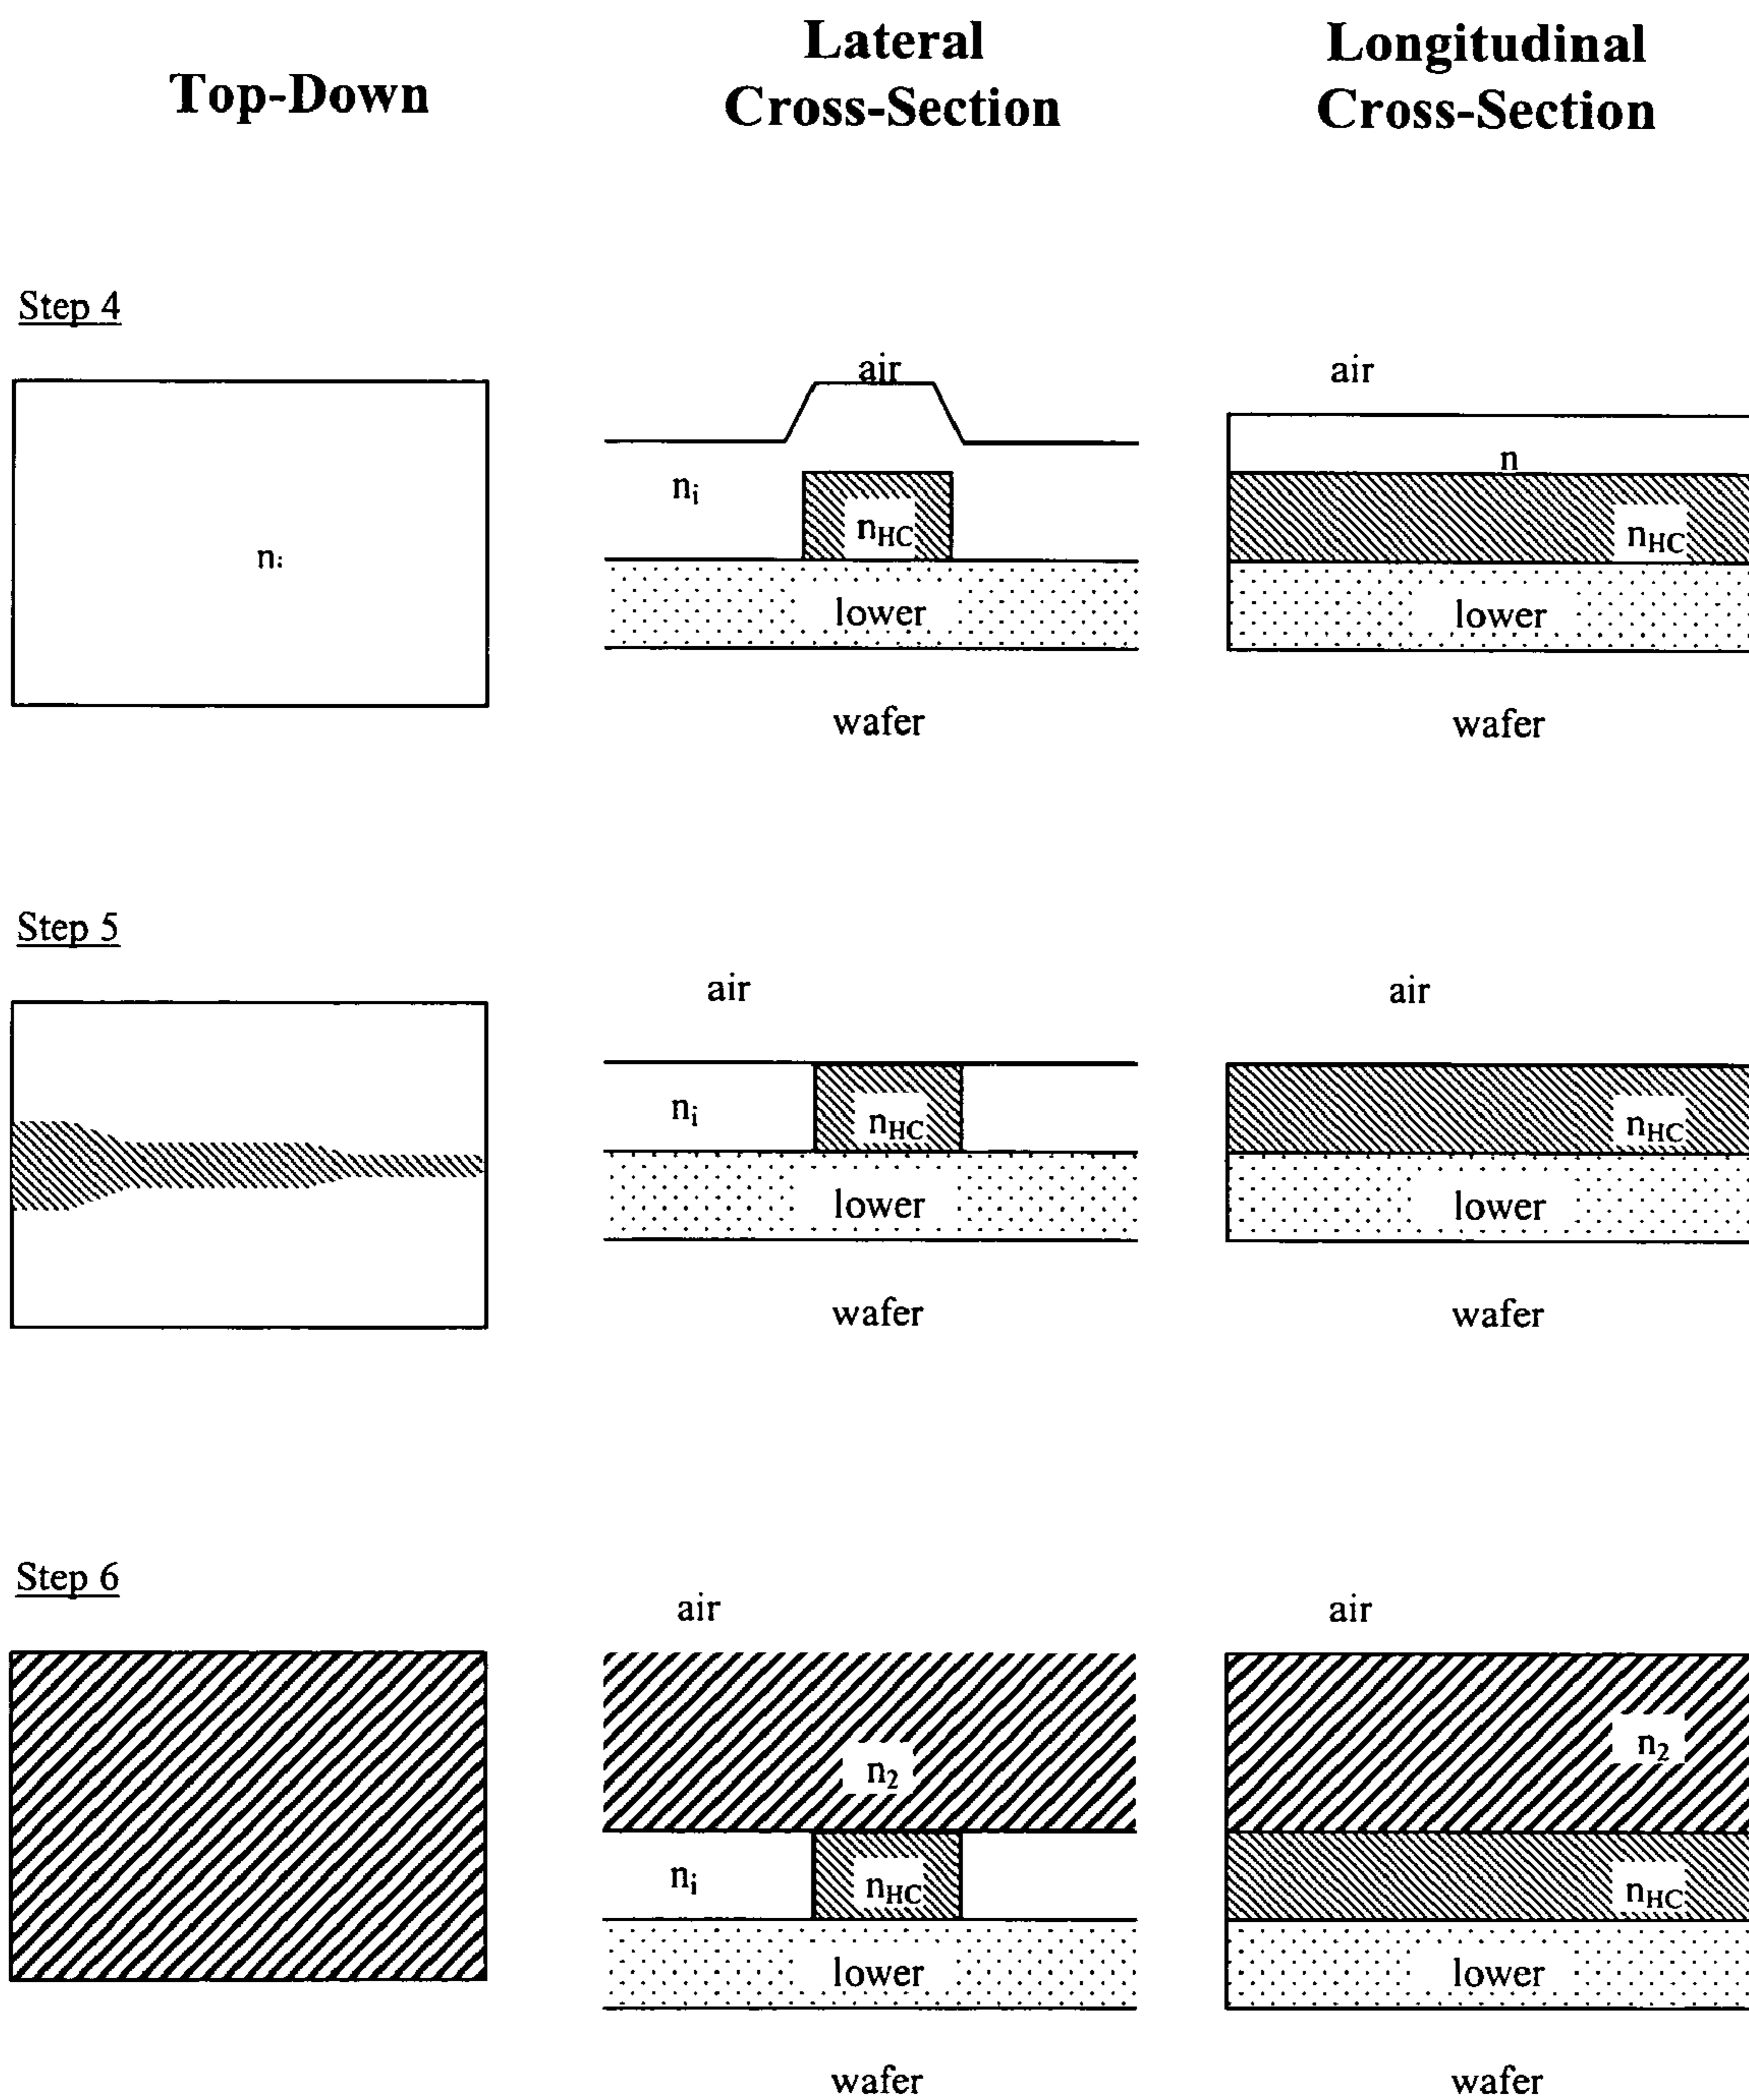 Top-Down
Lateral
Cross-Section
Longitudinal
Cross-Section
Step 4
n:
air
nᵢ
n_HC
lower
wafer
air
n
n_HC
lower
wafer
Step 5
air
nᵢ
n_HC
lower
wafer
air
n_HC
lower
wafer
Step 6
air
n₂
nᵢ
n_HC
lower
wafer
air
n₂
n_HC
lower
wafer